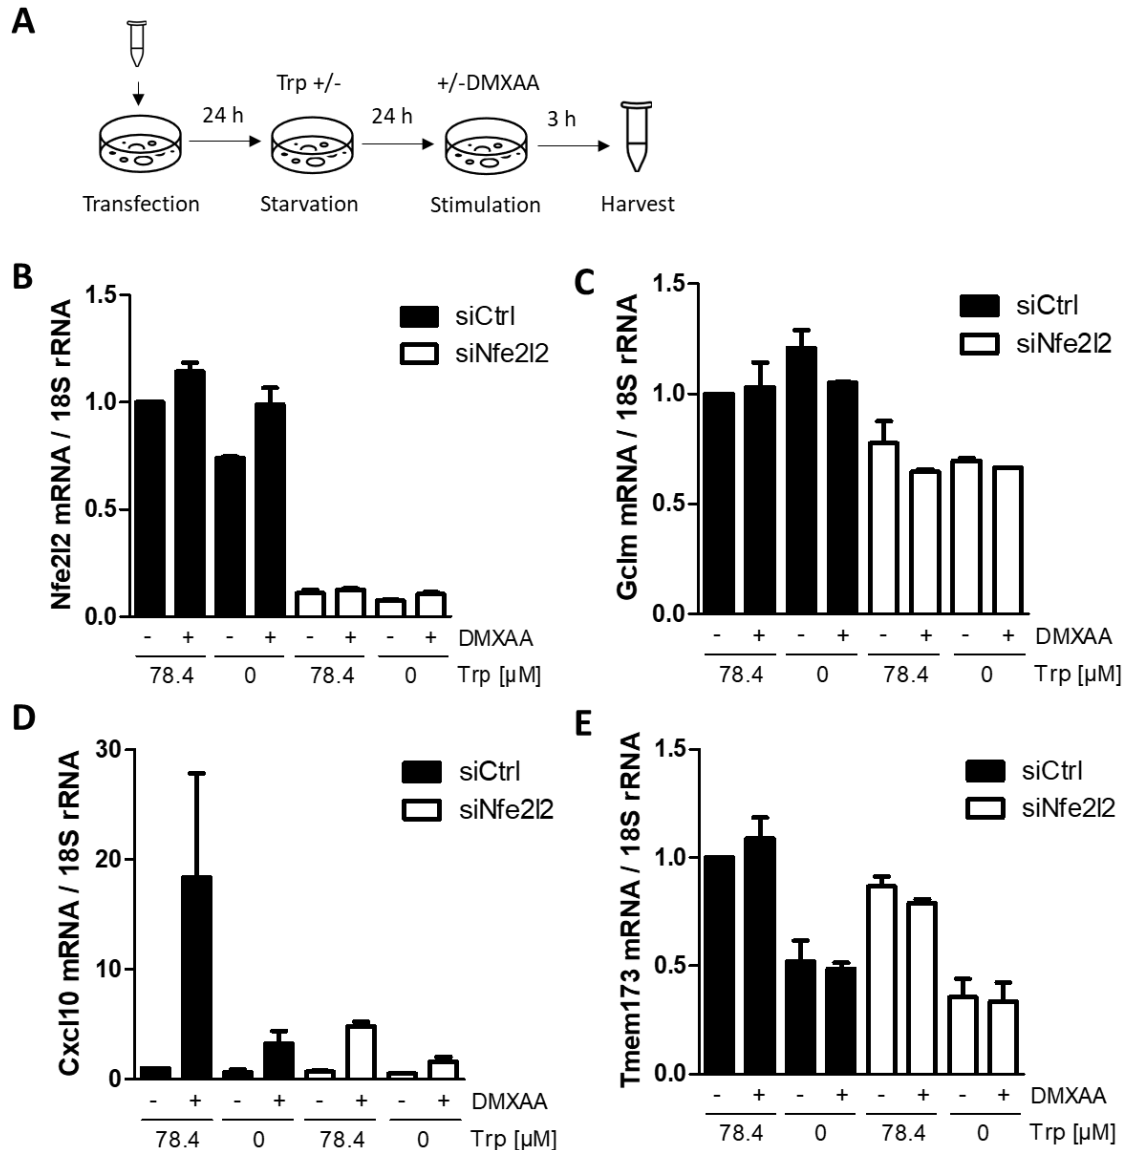 A
Trp +/-
+/-DMXAA
24 h
24 h
3 h
Transfection
Starvation
Stimulation
Harvest
B
Nfe2l2 mRNA / 18S rRNA
1.5
1.0
0.5
0.0
siCtrl
siNfe2l2
- + - + - + - + DMXAA
78.4 0 78.4 0 Trp [µM]
C
Gclm mRNA / 18S rRNA
1.5
1.0
0.5
0.0
siCtrl
siNfe2l2
- + - + - + - + DMXAA
78.4 0 78.4 0 Trp [µM]
D
Cxcl10 mRNA / 18S rRNA
30
20
10
0
siCtrl
siNfe2l2
- + - + - + - + DMXAA
78.4 0 78.4 0 Trp [µM]
E
Tmem173 mRNA / 18S rRNA
1.5
1.0
0.5
0.0
siCtrl
siNfe2l2
- + - + - + - + DMXAA
78.4 0 78.4 0 Trp [µM]